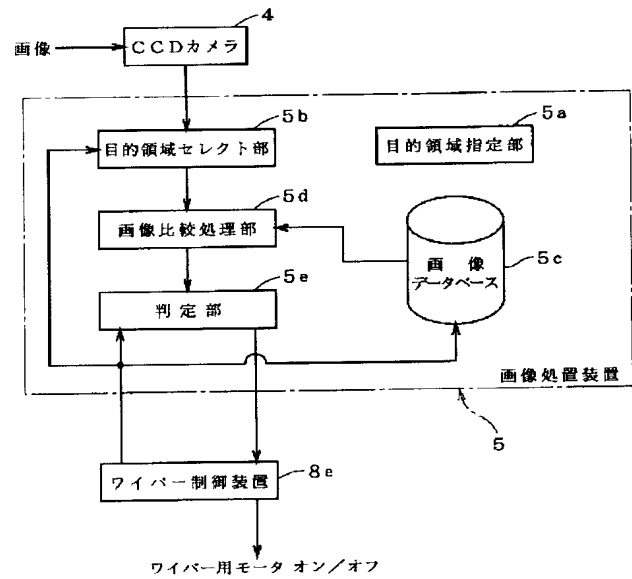 4
画像
CCDカメラ
5b
5a
目的領域セレクト部
目的領域指定部
5d
画像比較処理部
画像
データベース
5c
5e
判定部
画像処置装置
5
8e
ワイパー制御装置
ワイパー用モータ オン/オフ